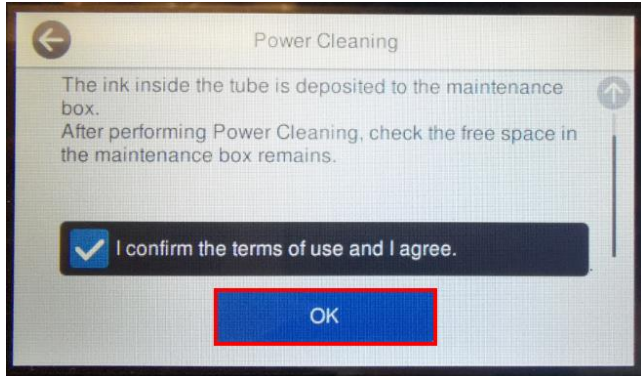 Power Cleaning
The ink inside the tube is deposited to the maintenance
box.
After performing Power Cleaning, check the free space in
the maintenance box remains.
I confirm the terms of use and I agree.
OK